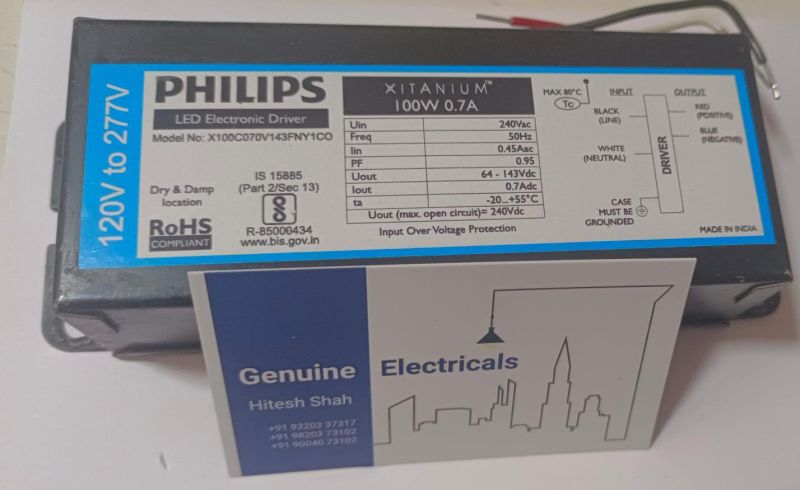 120V to 277V
PHILIPS
LED Electronic Driver
Model No: X100C070V143FNY1CO
Dry & Damp
location
RoHS
COMPLIANT
IS 15885
(Part 2/Sec 13)
R-85000434
www.bis.gov.in
XITANIUM™
100W 0.7A
Uin 240Vac
Freq 50Hz
Iin 0.45Aac
PF 0.95
Uout 64 - 143Vdc
Iout 0.7Adc
ta -20...+55°C
Uout (max. open circuit)= 240Vdc
Input Over Voltage Protection
MAX 80°C
Tc
INPUT
OUTPUT
BLACK
(LINE)
WHITE
(NEUTRAL)
CASE
MUST BE
GROUNDED
DRIVER
RED
(POSITIVE)
BLUE
(NEGATIVE)
MADE IN INDIA
Genuine Electricals
Hitesh Shah
+91 93203 37317
+91 98203 73102
+91 90040 73102